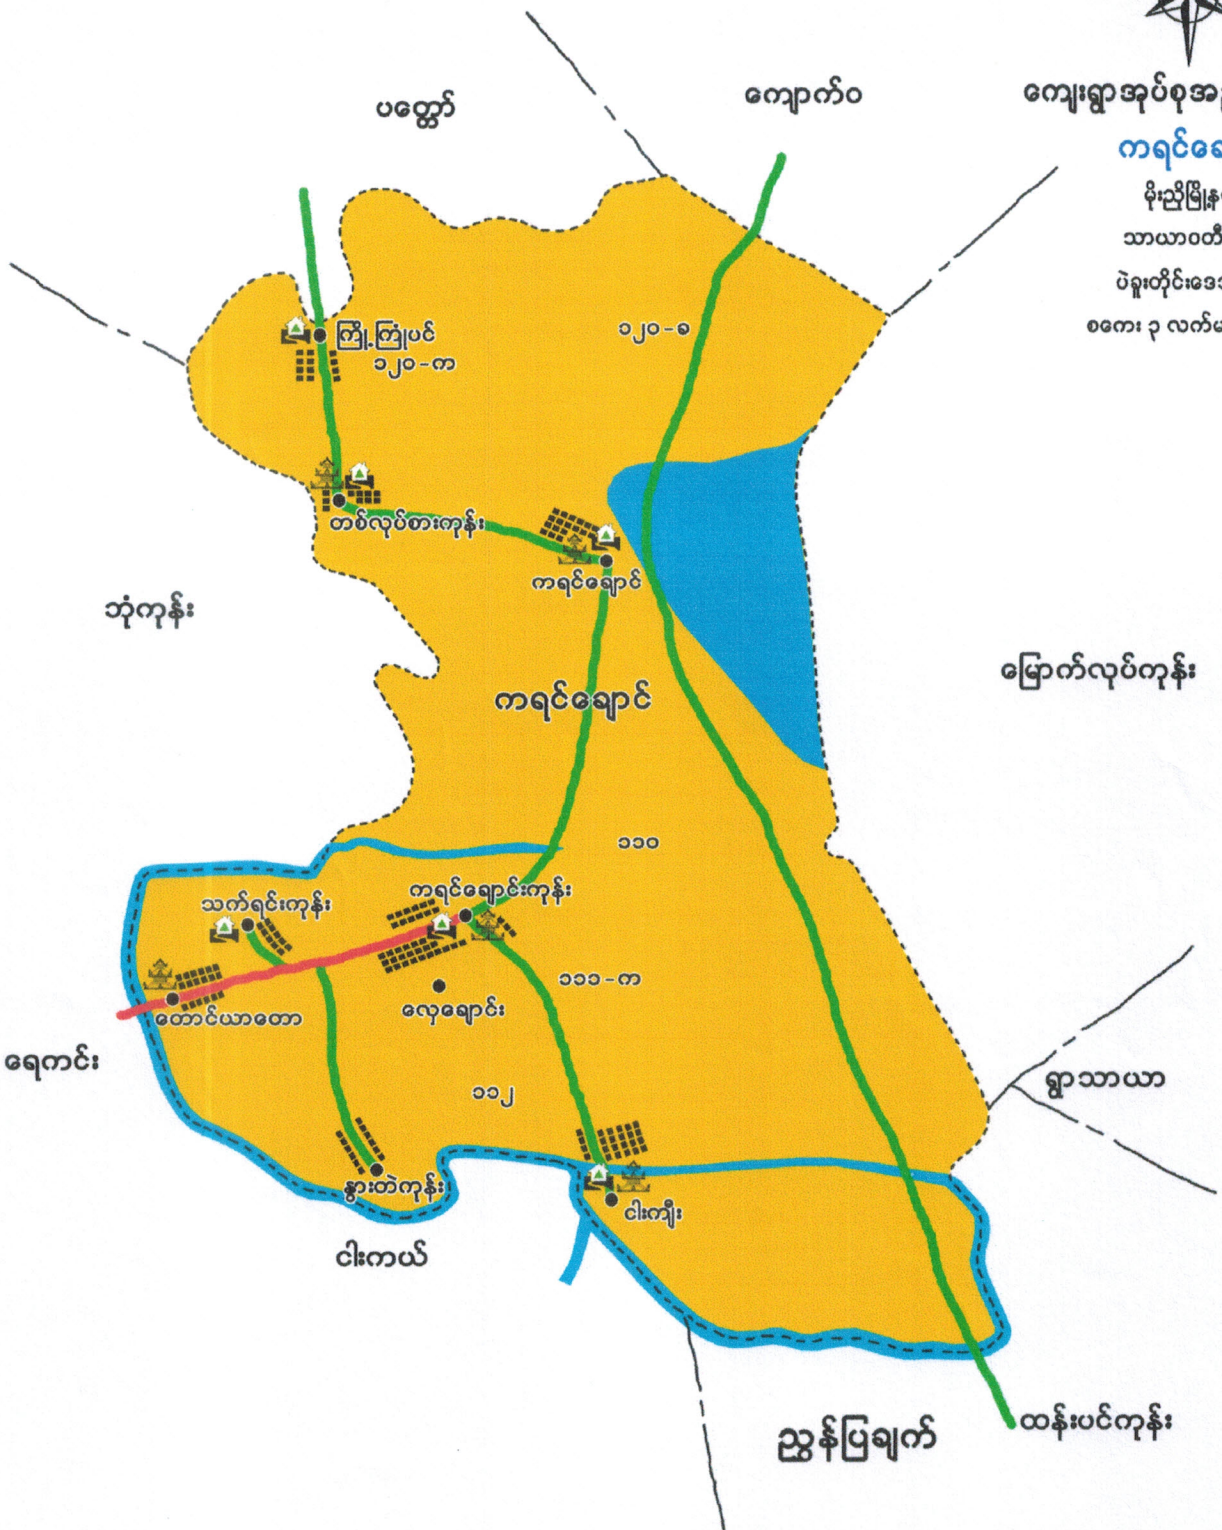 ပတ္တော်
ကျောက်ဝ
ကျေးရွာအုပ်စုအ
ကရင်ချေ
မိုးညိုမြို့န
သာယာဝတီ
ပဲခူးတိုင်းဒေ
စကေး ၃ လက်မ
ကြို့ကြုံပင်
၁၂၀-က
၁၂၀-ခ
တစ်လုပ်စားကုန်း
ကရင်ချောင်
ဘုံကုန်း
မြောက်လုပ်ကုန်း
ကရင်ချောင်
၁၁၀
ကရင်ချောင်းကုန်း
သက်ရင်းကုန်း
၁၁၁-က
လှေချောင်း
တောင်ယာတော
ရေကင်း
ရွာသာယာ
၁၁၂
နွားတဲကုန်း
ငါးကျီး
ငါးကယ်
ထန်းပင်ကုန်း
ညွှန်ပြချက်